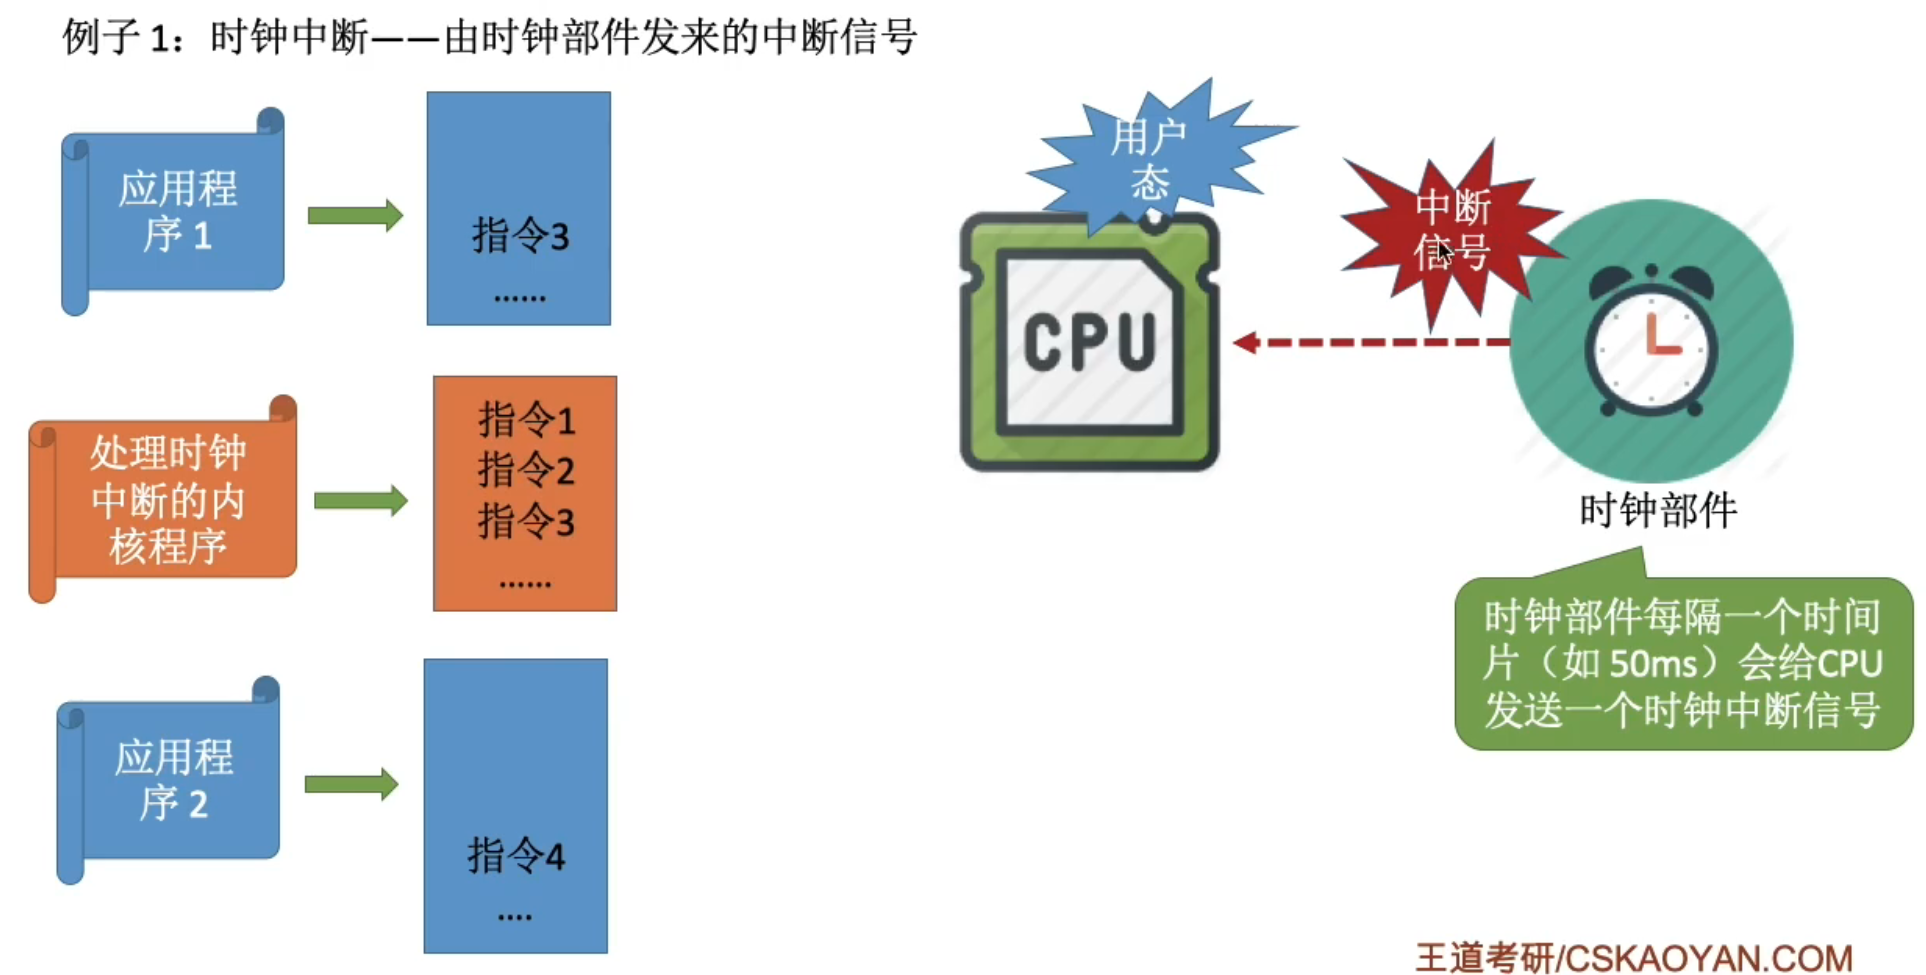 例子 1：时钟中断——由时钟部件发来的中断信号
应用程
序 1
指令3
......
用户
态
中断
信号
CPU
时钟部件
时钟部件每隔一个时间
片（如 50ms）会给CPU
发送一个时钟中断信号
处理时钟
中断的内
核程序
指令1
指令2
指令3
......
应用程
序 2
指令4
....
王道考研/CSKAOYAN.COM